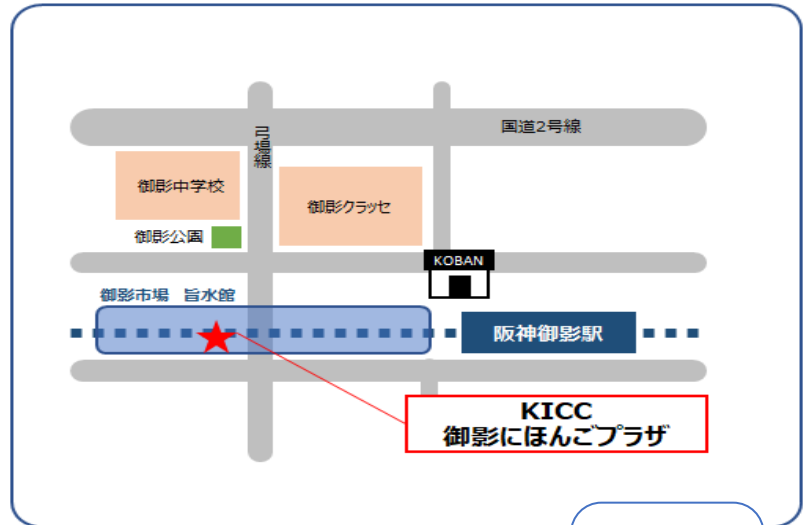 国道2号線
弓場線
御影中学校
御影クラッセ
御影公園
KOBAN
御影市場　旨水館
阪神御影駅
KICC
御影にほんごプラザ